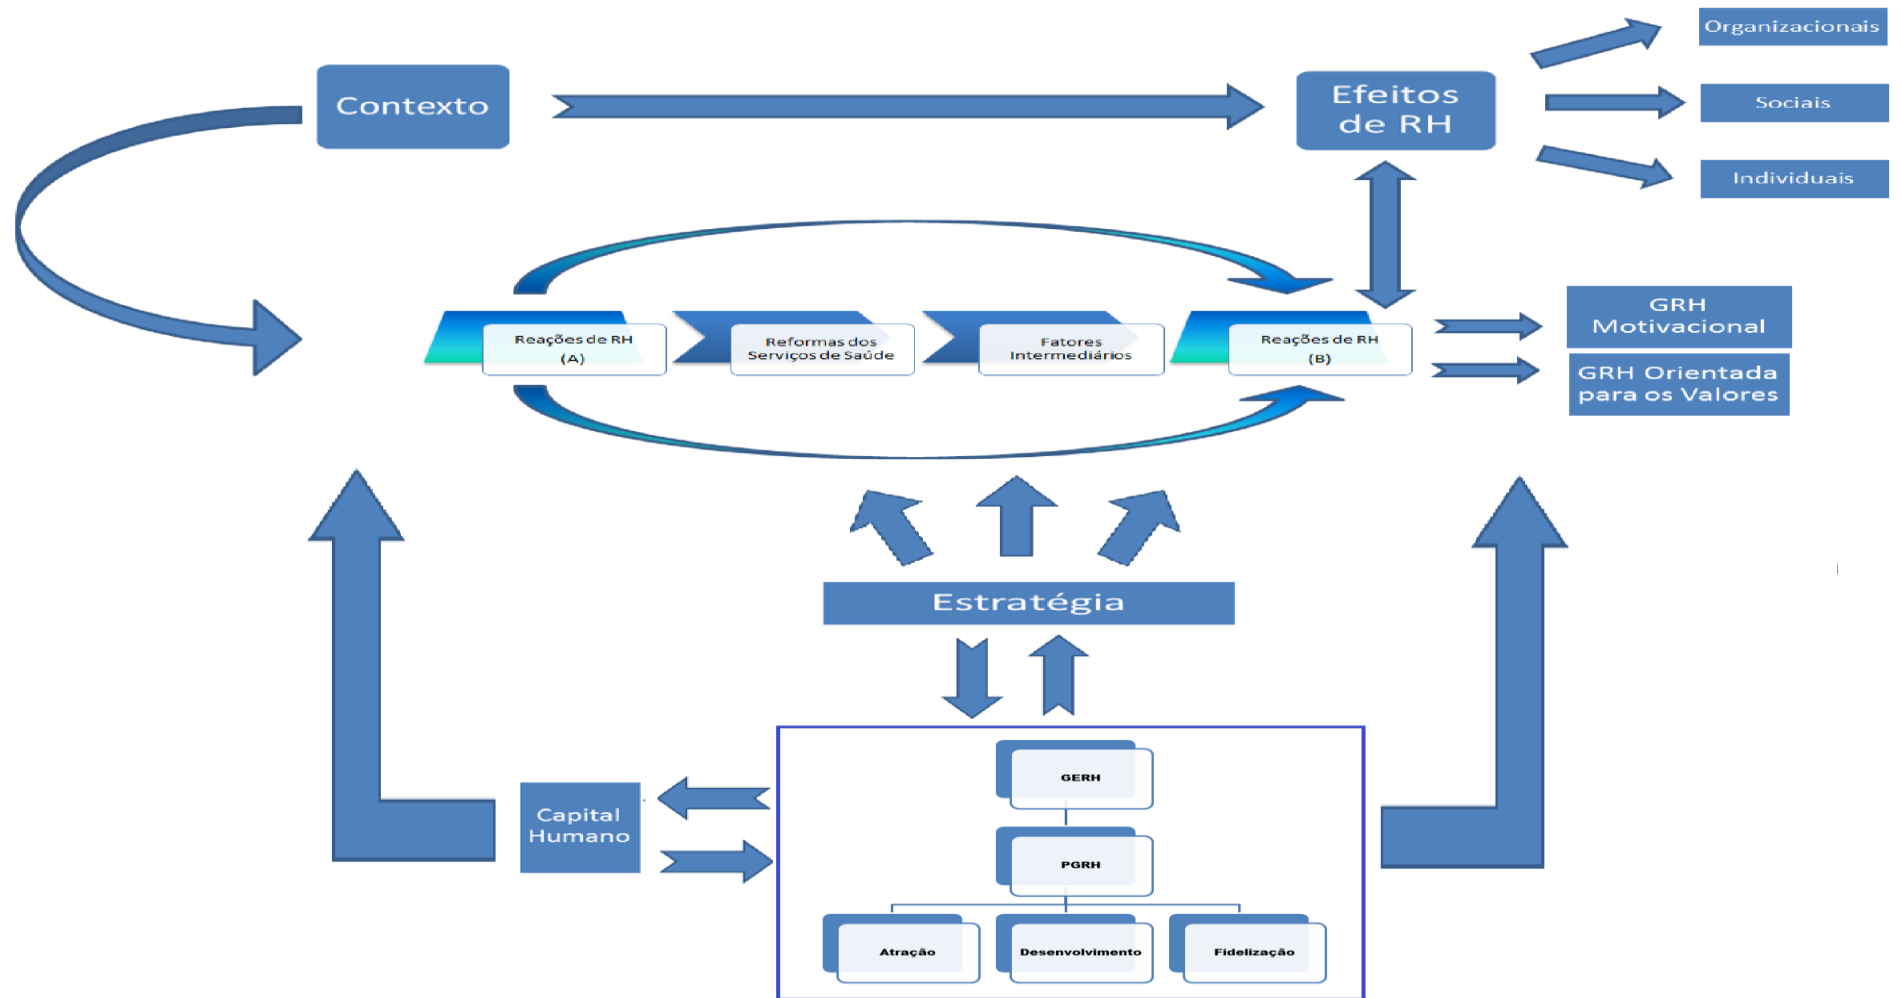 Organizacionais
Contexto
Efeitos
de RH
Sociais
Individuais
Reações de RH
(A)
Reformas dos
Serviços de Saúde
Fatores
Intermediários
Reações de RH
(B)
GRH
Motivacional
GRH Orientada
para os Valores
Estratégia
GERH
Capital
Humano
PGRH
Atração
Desenvolvimento
Fidelização